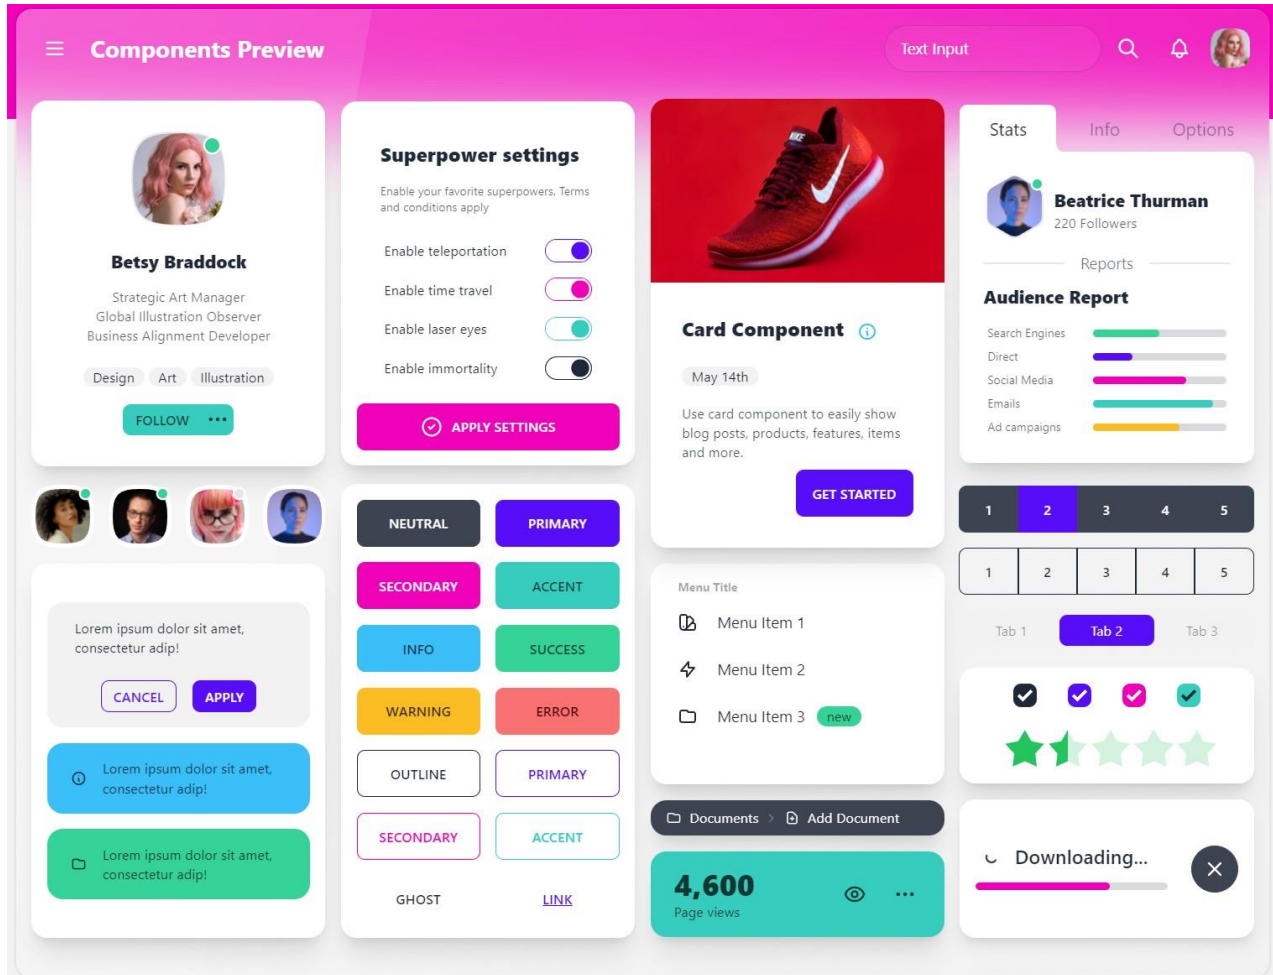 Components Preview
Text Input
Betsy Braddock
Strategic Art Manager
Global Illustration Observer
Business Alignment Developer
Design Art Illustration
FOLLOW
Superpower settings
Enable your favorite superpowers. Terms
and conditions apply
Enable teleportation
Enable time travel
Enable laser eyes
Enable immortality
APPLY SETTINGS
Card Component
May 14th
Use card component to easily show
blog posts, products, features, items
and more.
GET STARTED
Stats Info Options
Beatrice Thurman
220 Followers
Reports
Audience Report
Search Engines
Direct
Social Media
Emails
Ad campaigns
Lorem ipsum dolor sit amet,
consectetur adip!
CANCEL APPLY
Lorem ipsum dolor sit amet,
consectetur adip!
Lorem ipsum dolor sit amet,
consectetur adip!
NEUTRAL PRIMARY
SECONDARY ACCENT
INFO SUCCESS
WARNING ERROR
OUTLINE PRIMARY
SECONDARY ACCENT
GHOST LINK
Menu Title
Menu Item 1
Menu Item 2
Menu Item 3 new
Documents Add Document
4,600
Page views
1 2 3 4 5
1 2 3 4 5
Tab 1 Tab 2 Tab 3
Downloading...